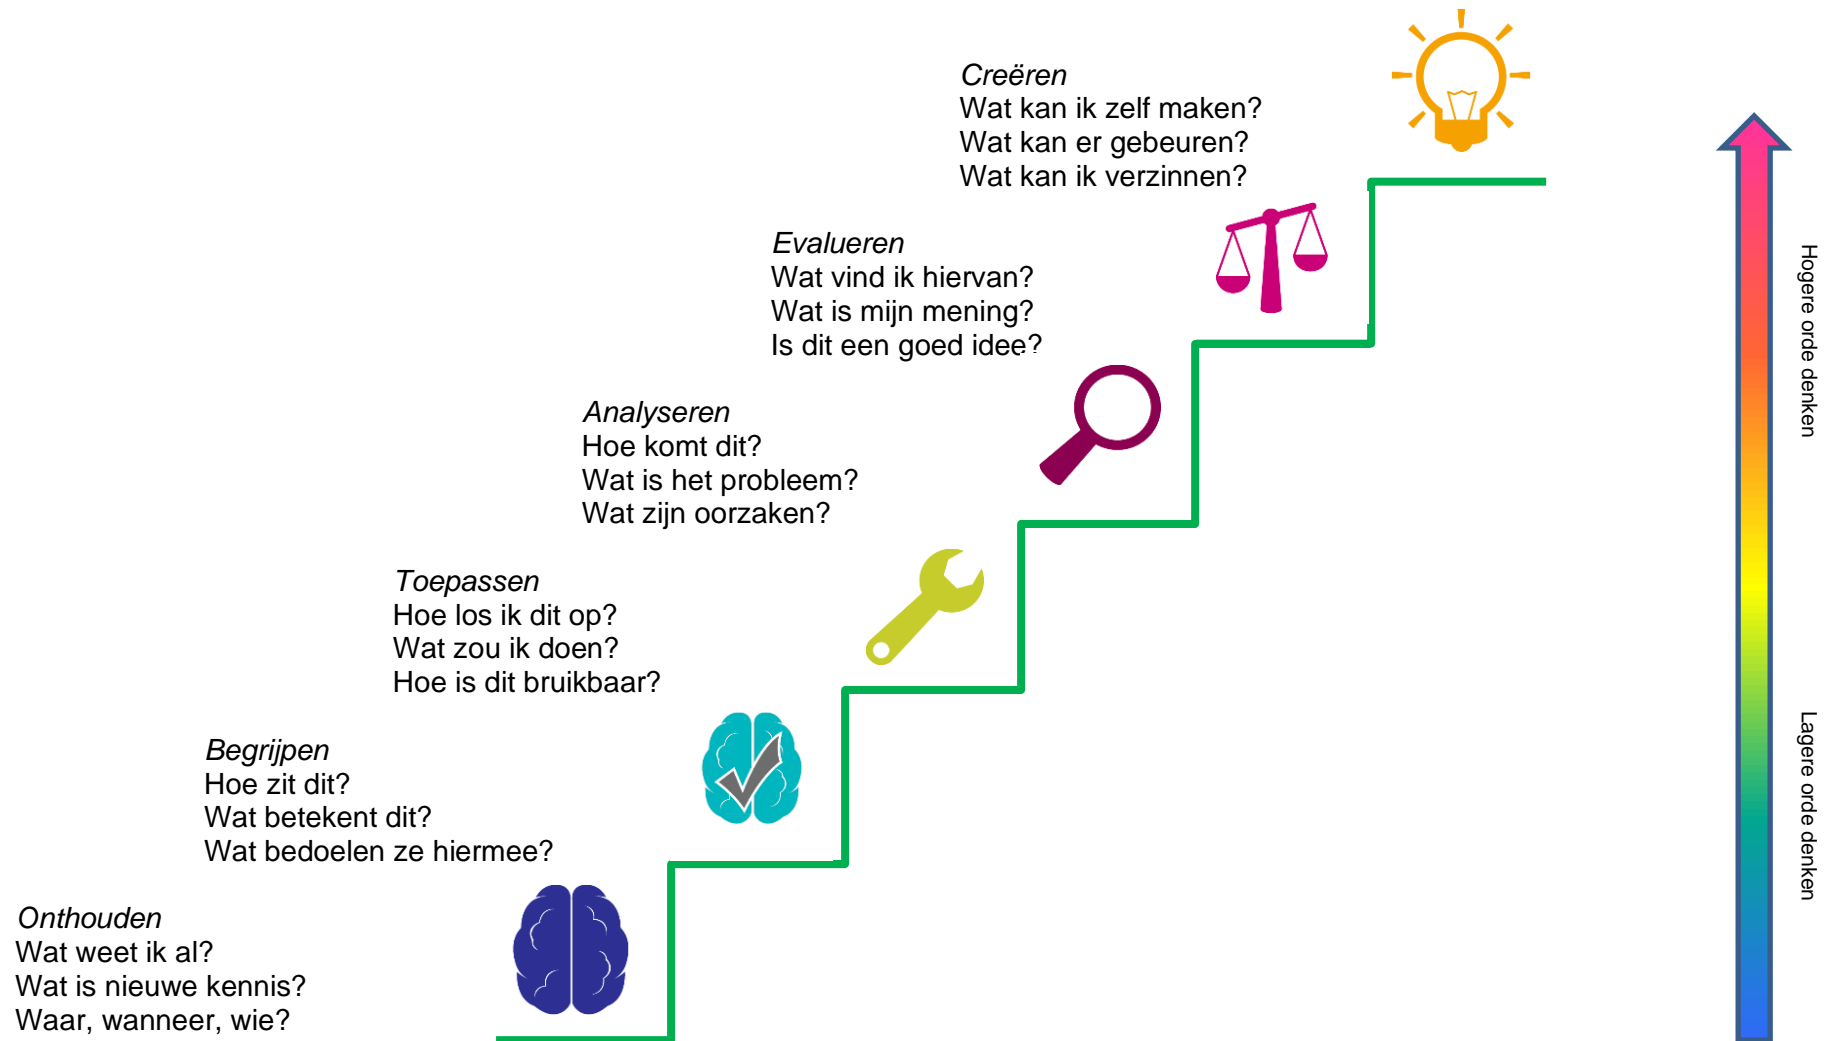 Creëren
Wat kan ik zelf maken?
Wat kan er gebeuren?
Wat kan ik verzinnen?
Evalueren
Wat vind ik hiervan?
Wat is mijn mening?
Is dit een goed idee?
Analyseren
Hoe komt dit?
Wat is het probleem?
Wat zijn oorzaken?
Toepassen
Hoe los ik dit op?
Wat zou ik doen?
Hoe is dit bruikbaar?
Begrijpen
Hoe zit dit?
Wat betekent dit?
Wat bedoelen ze hiermee?
Onthouden
Wat weet ik al?
Wat is nieuwe kennis?
Waar, wanneer, wie?
Hogere orde denken
Lagere orde denken